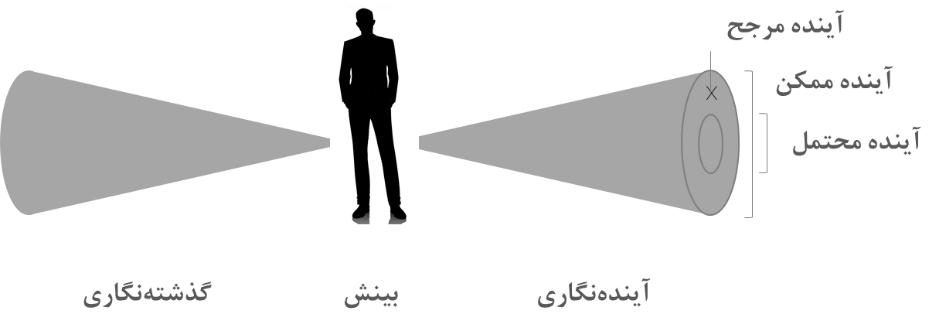 آینده مرجح
آینده ممکن
آینده محتمل
آینده‌نگاری
بینش
گذشته‌نگاری